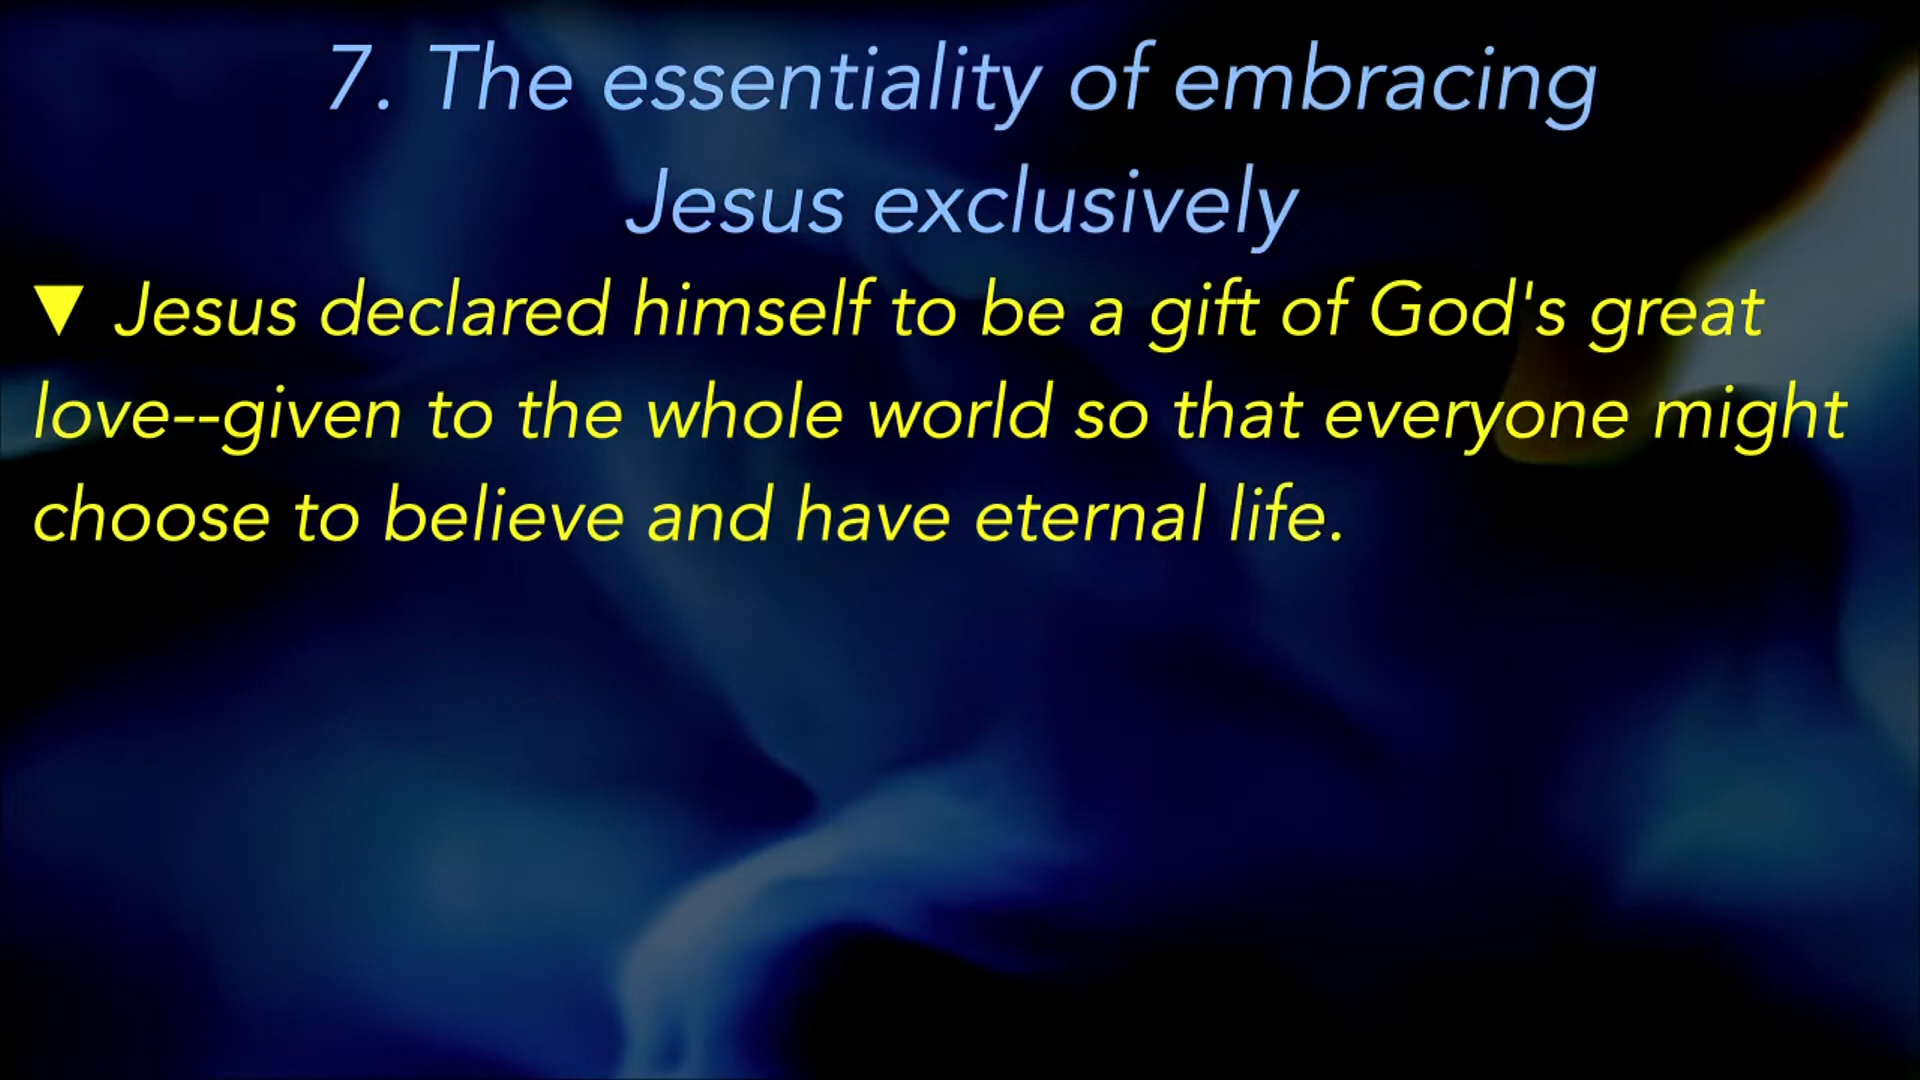 7. The essentiality of embracing
Jesus exclusively
▼ Jesus declared himself to be a gift of God's great
love--given to the whole world so that everyone might
choose to believe and have eternal life.